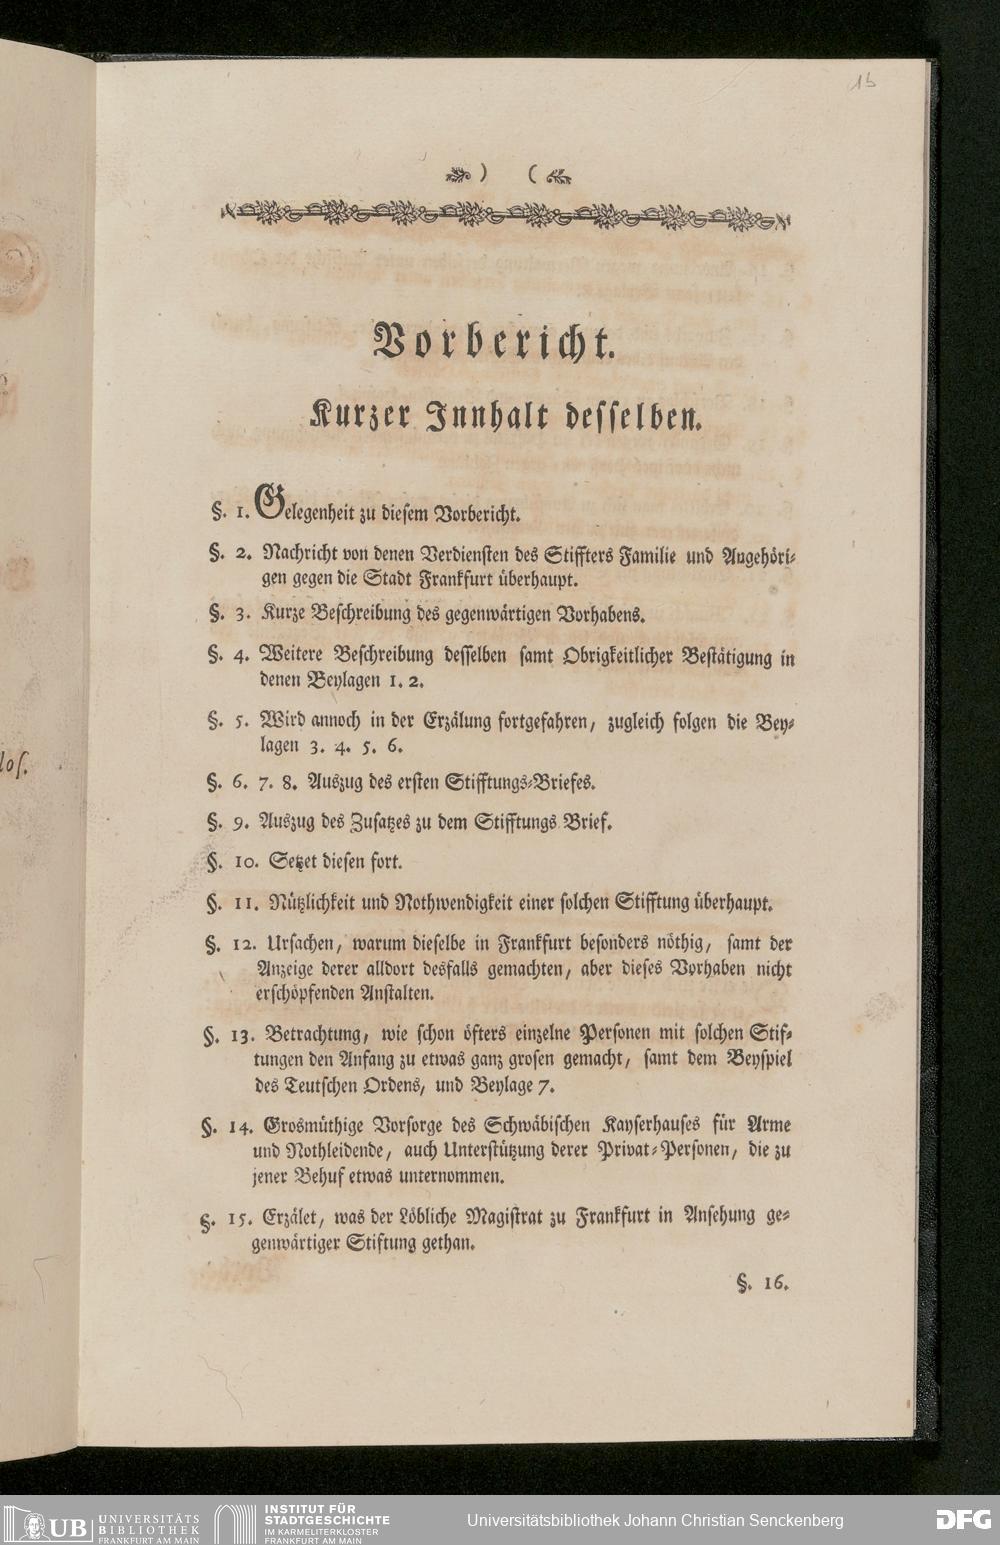 15
) (
Vorbericht.
Kurzer Innhalt desselben.
§. 1. Gelegenheit zu diesem Vorbericht.
§. 2. Nachricht von denen Verdiensten des Stiffters Familie und Angehöri-
gen gegen die Stadt Franckfurt überhaupt.
§. 3. Kurze Beschreibung des gegenwärtigen Vorhabens.
§. 4. Weitere Beschreibung desselben samt Obrigkeitlicher Bestätigung in
denen Beylagen 1. 2.
§. 5. Wird annoch in der Erzälung fortgefahren, zugleich folgen die Bey-
lagen 3. 4. 5. 6.
§. 6. 7. 8. Auszug des ersten Stifftungs-Briefes.
§. 9. Auszug des Zusatzes zu dem Stifftungs Brief.
§. 10. Setzet diesen fort.
§. 11. Nützlichkeit und Nothwendigkeit einer solchen Stifftung überhaupt.
§. 12. Ursachen, warum dieselbe in Frankfurt besonders nöthig, samt der
Anzeige derer alldort desfalls gemachten, aber dieses Vorhaben nicht
erschöpfenden Anstalten.
§. 13. Betrachtung, wie schon öfters einzelne Personen mit solchen Stif-
tungen den Anfang zu etwas ganz grosen gemacht, samt dem Beyspiel
des Teutschen Ordens, und Beylage 7.
§. 14. Grosmüthige Vorsorge des Schwäbischen Kayserhauses für Arme
und Nothleidende, auch Unterstützung derer Privat-Personen, die zu
jener Behuf etwas unternommen.
§. 15. Erzälet, was der Löbliche Magistrat zu Frankfurt in Ansehung ge-
genwärtiger Stiftung gethan.
§. 16.
UB UNIVERSITÄTS
BIBLIOTHEK
FRANKFURT AM MAIN
INSTITUT FÜR
STADTGESCHICHTE
IM KARMELITERKLOSTER
FRANKFURT AM MAIN
Universitätsbibliothek Johann Christian Senckenberg
DFG